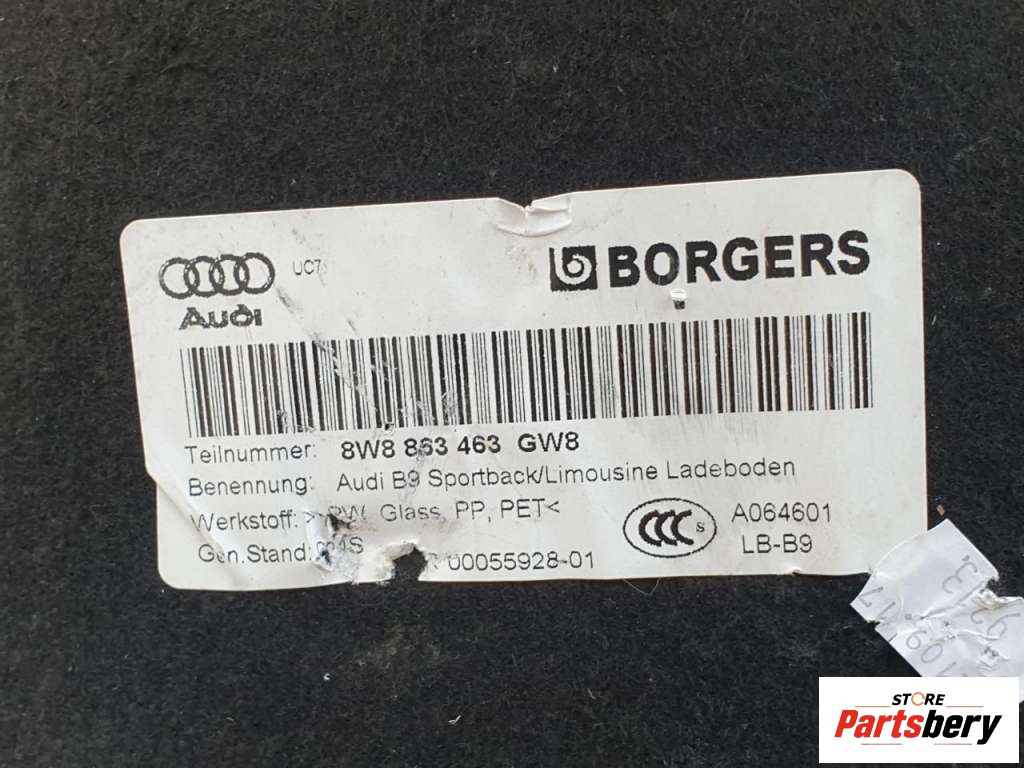 UC7
Audi
BORGERS
Teilnummer: 8W8 863 463 GW8
Benennung: Audi B9 Sportback/Limousine Ladeboden
Werkstoff: Glass, PP, PET<
A064601
Gen.Stand:
00055928-01
LB-B9
CCC S
STORE
Partsbery